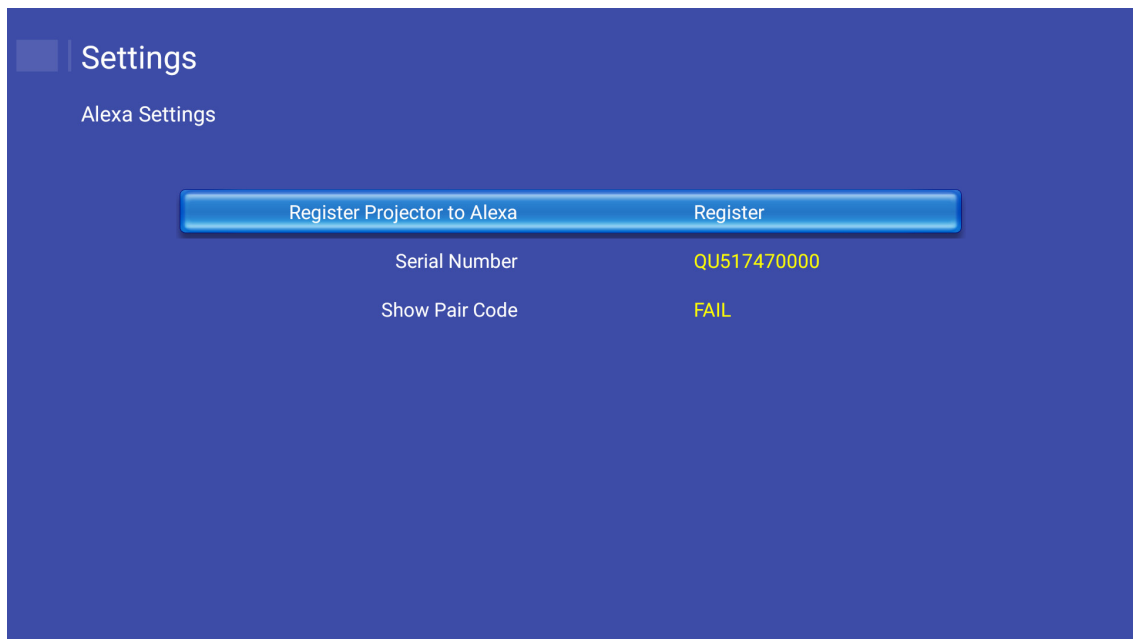 Settings
Alexa Settings
Register Projector to Alexa Register
Serial Number QU517470000
Show Pair Code FAIL